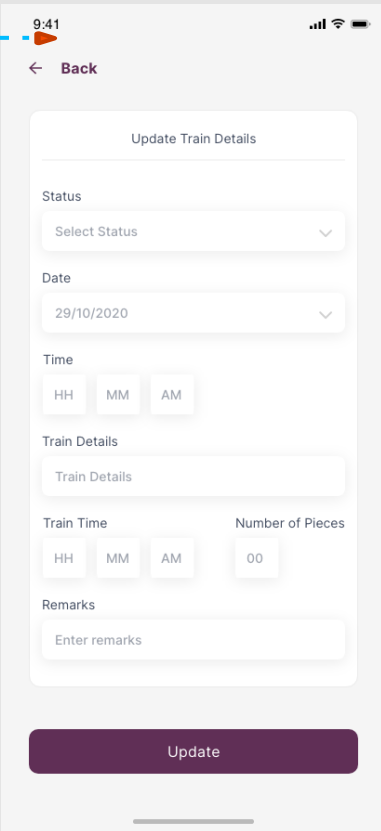 9:41
Back
Update Train Details
Status
Select Status
Date
29/10/2020
Time
HH MM AM
Train Details
Train Details
Train Time Number of Pieces
HH MM AM 00
Remarks
Enter remarks
Update